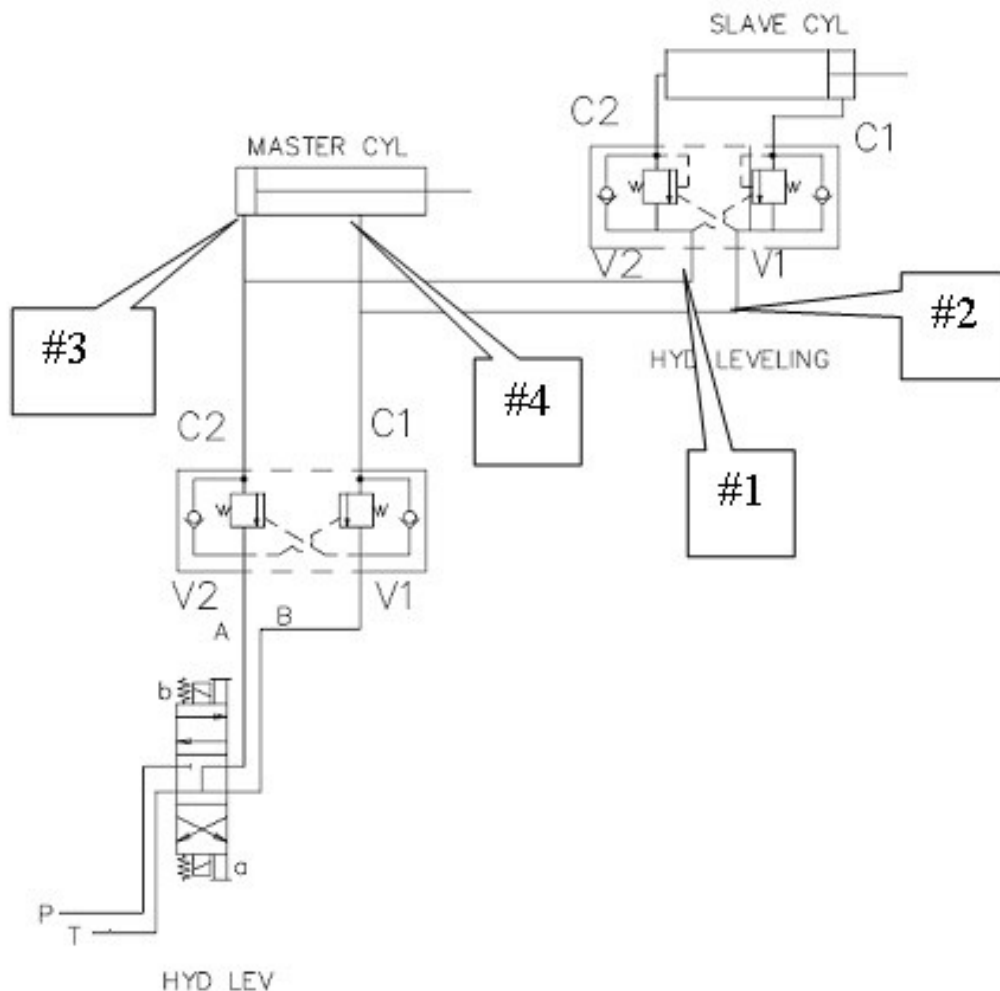 SLAVE CYL
C2
C1
MASTER CYL
w
w
V2
V1
#3
#4
#2
HYD LEVELING
#1
C2
C1
w
w
V2
V1
A
B
b
a
P
T
HYD LEV